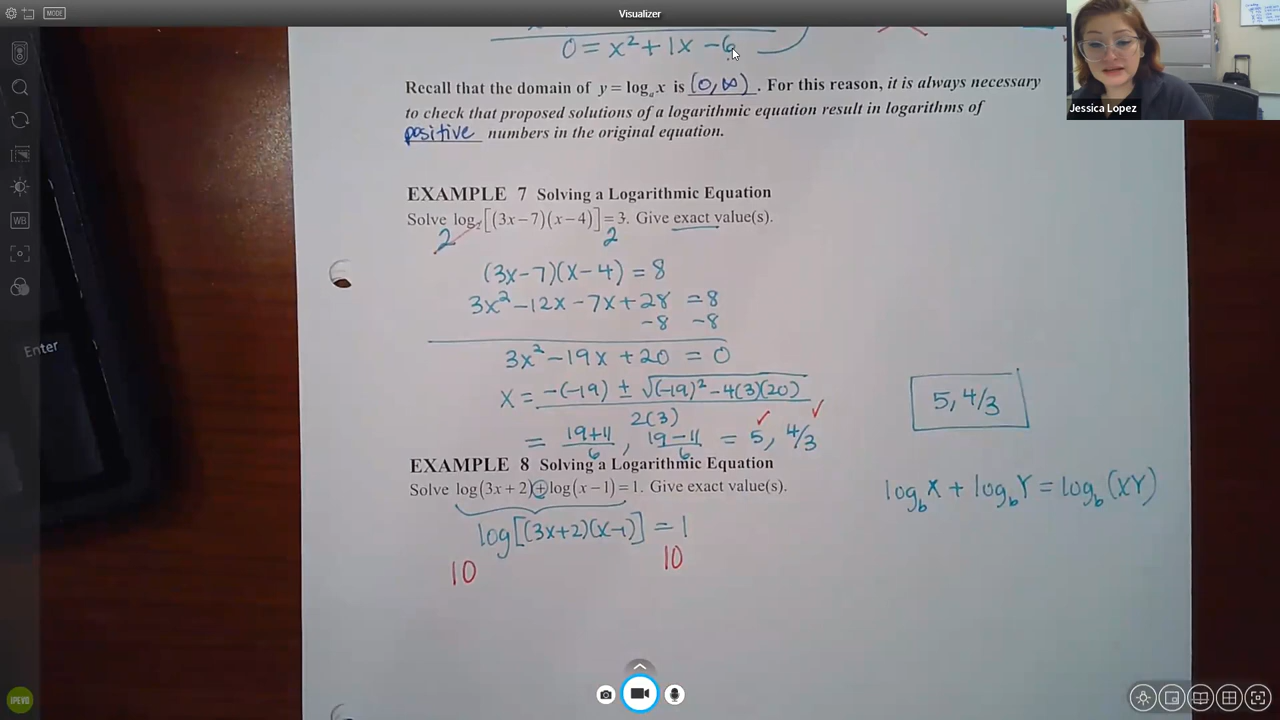 MODE
Visualizer
Jessica Lopez
WB
Enter
0 = x² + 1x - 6
Recall that the domain of y = logₐ x is (0,∞). For this reason, it is always necessary
to check that proposed solutions of a logarithmic equation result in logarithms of
positive numbers in the original equation.
EXAMPLE 7 Solving a Logarithmic Equation
Solve log₂[(3x-7)(x-4)]=3. Give exact value(s).
2 2
(3x-7)(x-4) = 8
3x² -12x -7x +28 = 8
-8 -8
3x² -19x +20 = 0
x = -(-19) ± √(-19)² - 4(3)(20)
2(3)
= 19+11/6, 19-11/6 = 5, 4/3
5, 4/3
EXAMPLE 8 Solving a Logarithmic Equation
Solve log(3x+2)+log(x-1)=1. Give exact value(s).
log_b X + log_b Y = log_b (XY)
log[(3x+2)(x-1)] = 1
10 10
IPEVO